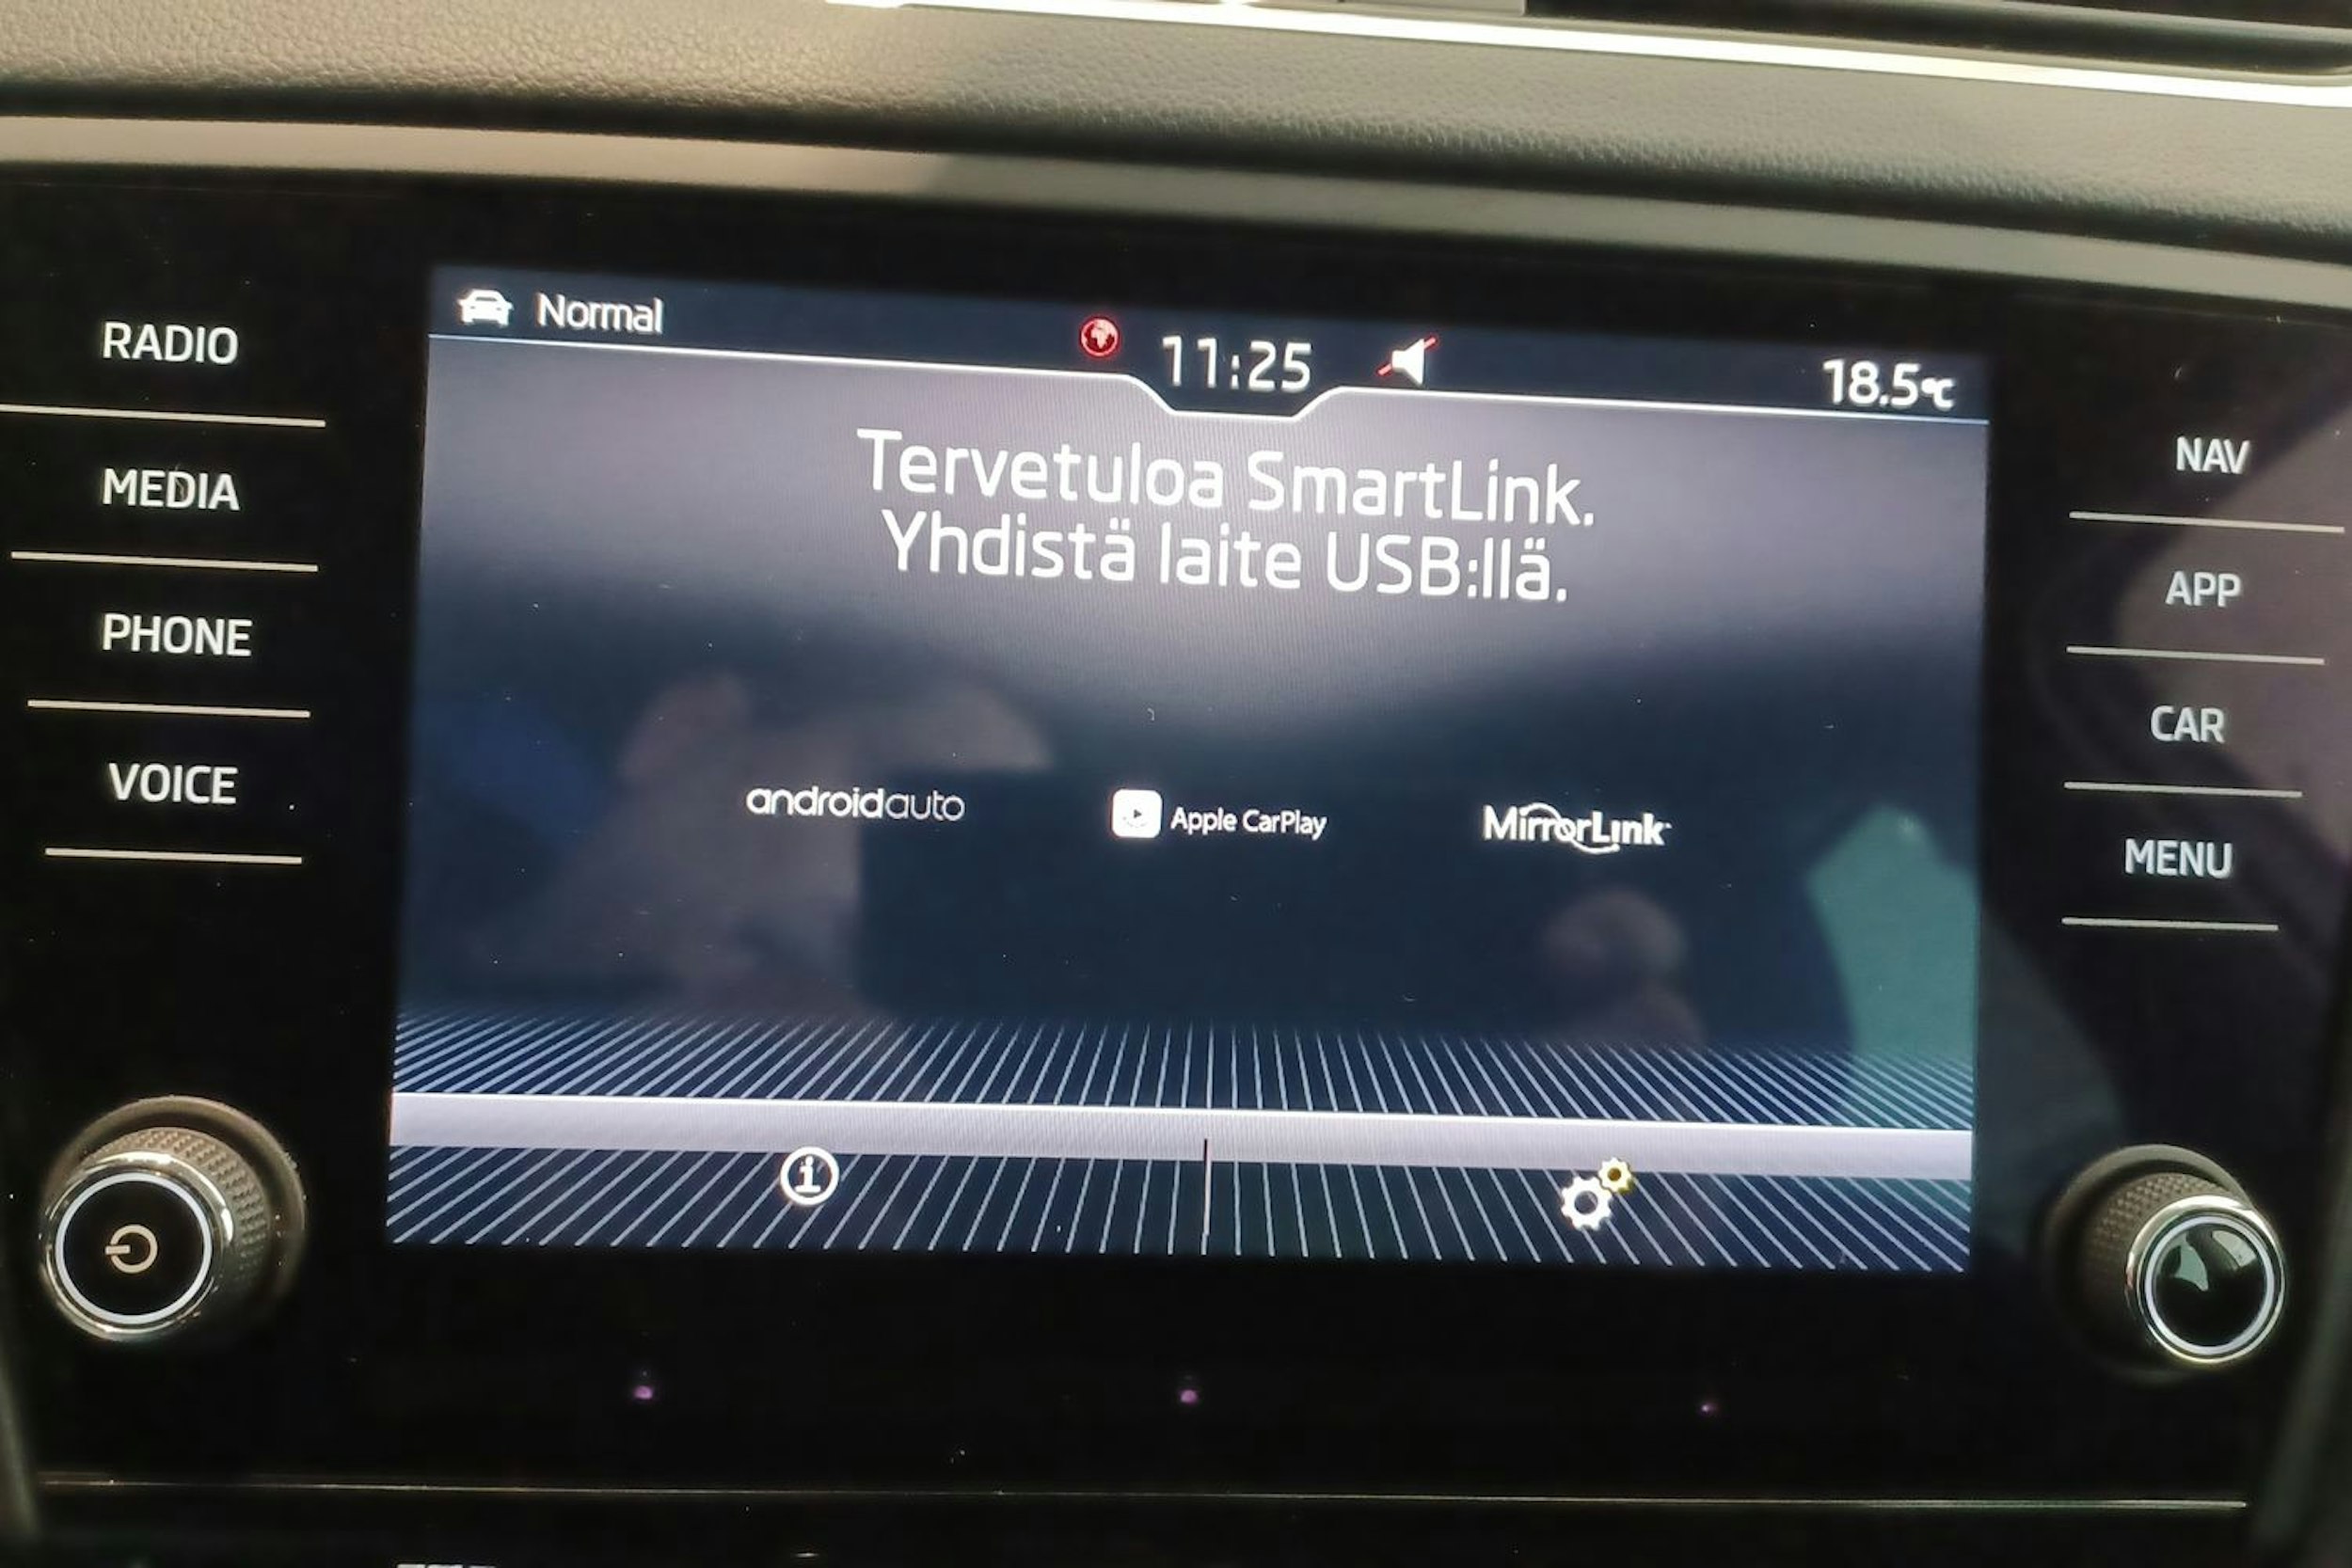 Normal
11:25
18.5°C
RADIO
MEDIA
PHONE
VOICE
Tervetuloa SmartLink.
Yhdistä laite USB:llä.
androidauto
Apple CarPlay
MirrorLink
NAV
APP
CAR
MENU